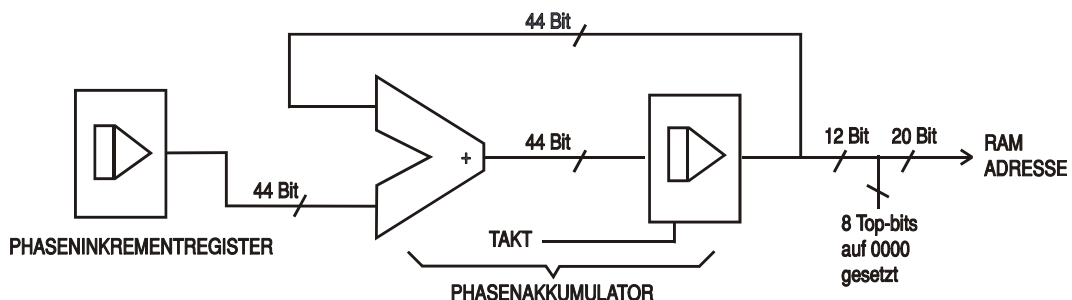 44 Bit
44 Bit
44 Bit
12 Bit
20 Bit
RAM
ADRESSE
+
PHASENINKREMENTREGISTER
TAKT
8 Top-bits
auf 0000
gesetzt
PHASENAKKUMULATOR